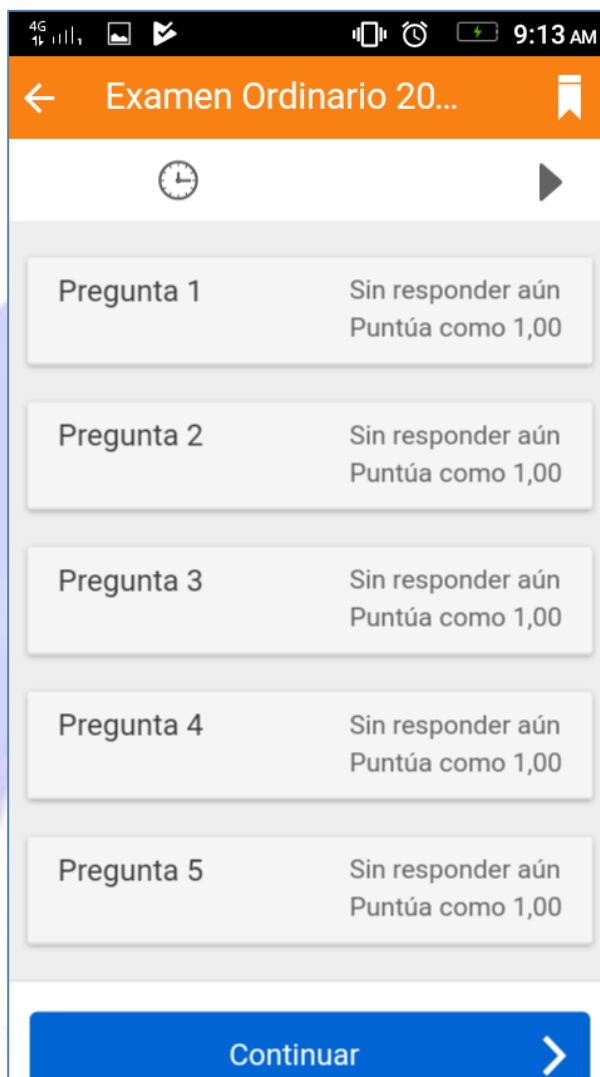 4G 9:13 AM
Examen Ordinario 20...
Pregunta 1 Sin responder aún
Puntúa como 1,00
Pregunta 2 Sin responder aún
Puntúa como 1,00
Pregunta 3 Sin responder aún
Puntúa como 1,00
Pregunta 4 Sin responder aún
Puntúa como 1,00
Pregunta 5 Sin responder aún
Puntúa como 1,00
Continuar